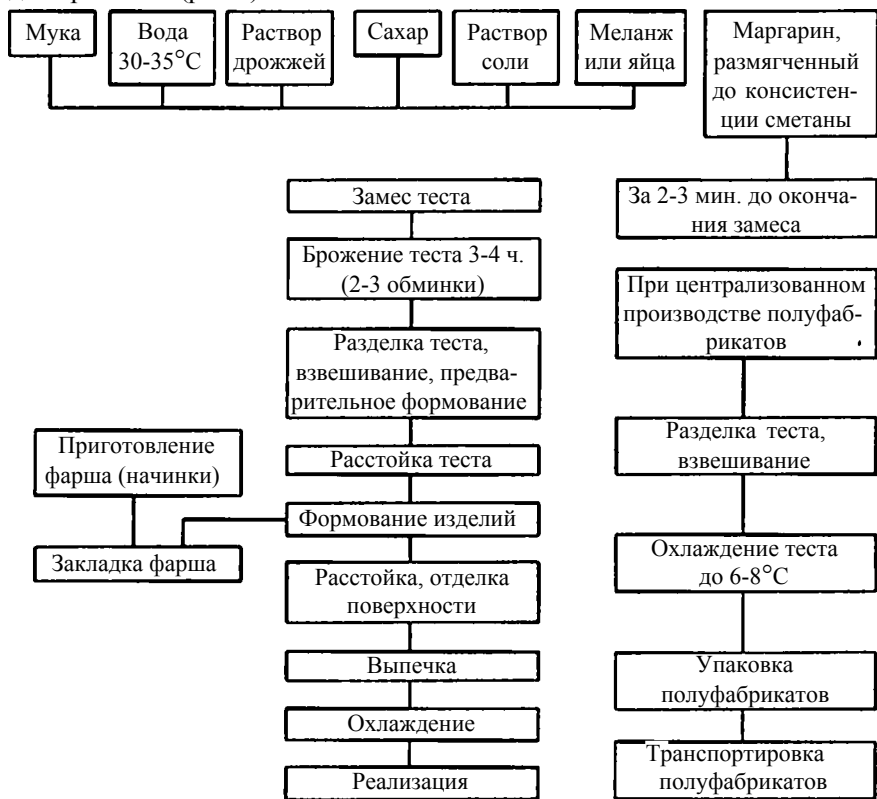 Мука
Вода
30-35°С
Раствор
дрожжей
Сахар
Раствор
соли
Меланж
или яйца
Маргарин,
размягченный
до консистен-
ции сметаны
Замес теста
За 2-3 мин. до оконча-
ния замеса
Брожение теста 3-4 ч.
(2-3 обминки)
При централизованном
производстве полуфаб-
рикатов
Разделка теста,
взвешивание, предва-
рительное формование
Разделка теста,
взвешивание
Приготовление
фарша (начинки)
Расстойка теста
Формование изделий
Закладка фарша
Охлаждение теста
до 6-8°С
Расстойка, отделка
поверхности
Выпечка
Упаковка
полуфабрикатов
Охлаждение
Транспортировка
полуфабрикатов
Реализация